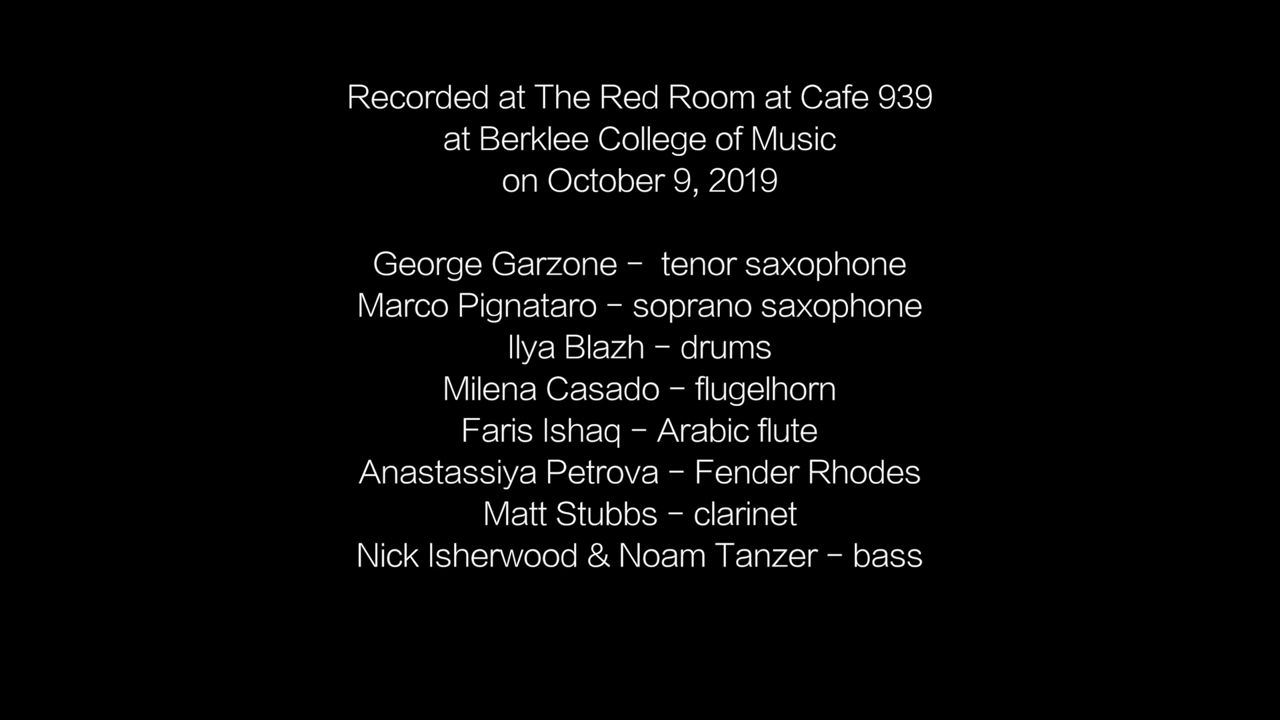 Recorded at The Red Room at Cafe 939
at Berklee College of Music
on October 9, 2019
George Garzone - tenor saxophone
Marco Pignataro - soprano saxophone
Ilya Blazh - drums
Milena Casado - flugelhorn
Faris Ishaq - Arabic flute
Anastassiya Petrova - Fender Rhodes
Matt Stubbs - clarinet
Nick Isherwood & Noam Tanzer - bass